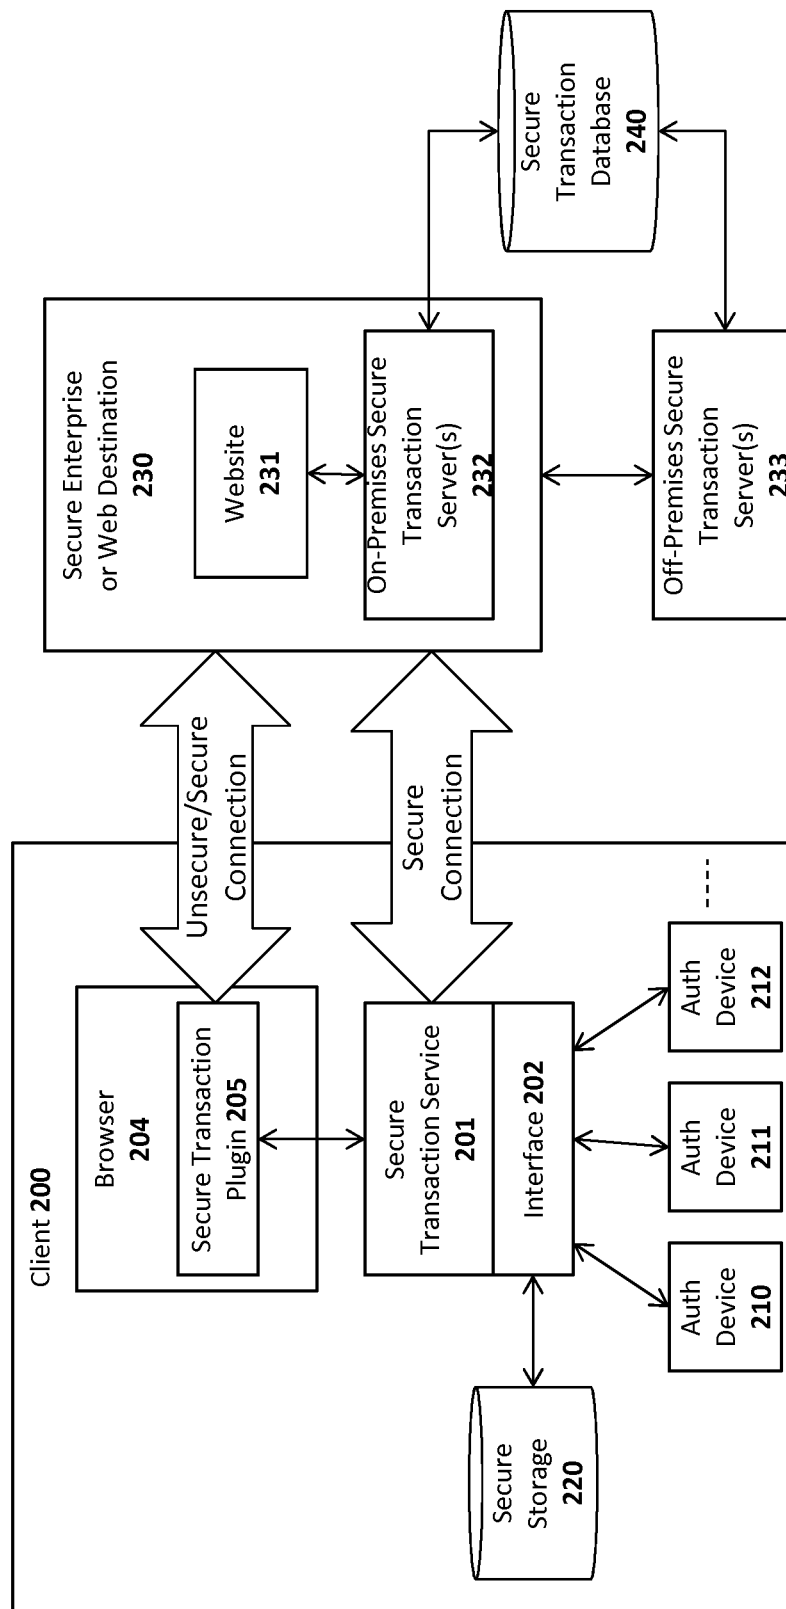 Client 200
Browser
204
Secure Transaction
Plugin 205
Secure
Transaction Service
201
Interface 202
Secure
Storage
220
Auth
Device
210
Auth
Device
211
Auth
Device
212
Unsecure/Secure
Connection
Secure
Connection
Secure Enterprise
or Web Destination
230
Website
231
On-Premises Secure
Transaction
Server(s)
232
Off-Premises Secure
Transaction
Server(s)
233
Secure
Transaction
Database
240